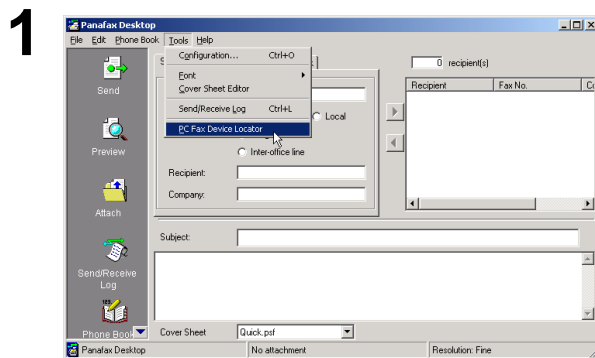 1
Panafax Desktop
File Edit Phone Book Tools Help
Configuration... Ctrl+O
Font
Cover Sheet Editor
Send/Receive Log Ctrl+L
PC Fax Device Locator
0 recipient(s)
Recipient Fax No.
Local
Inter-office line
Recipient:
Company:
Send
Preview
Attach
Send/Receive
Log
Phone Book
Subject:
Cover Sheet Quick.psf
Panafax Desktop No attachment Resolution: Fine